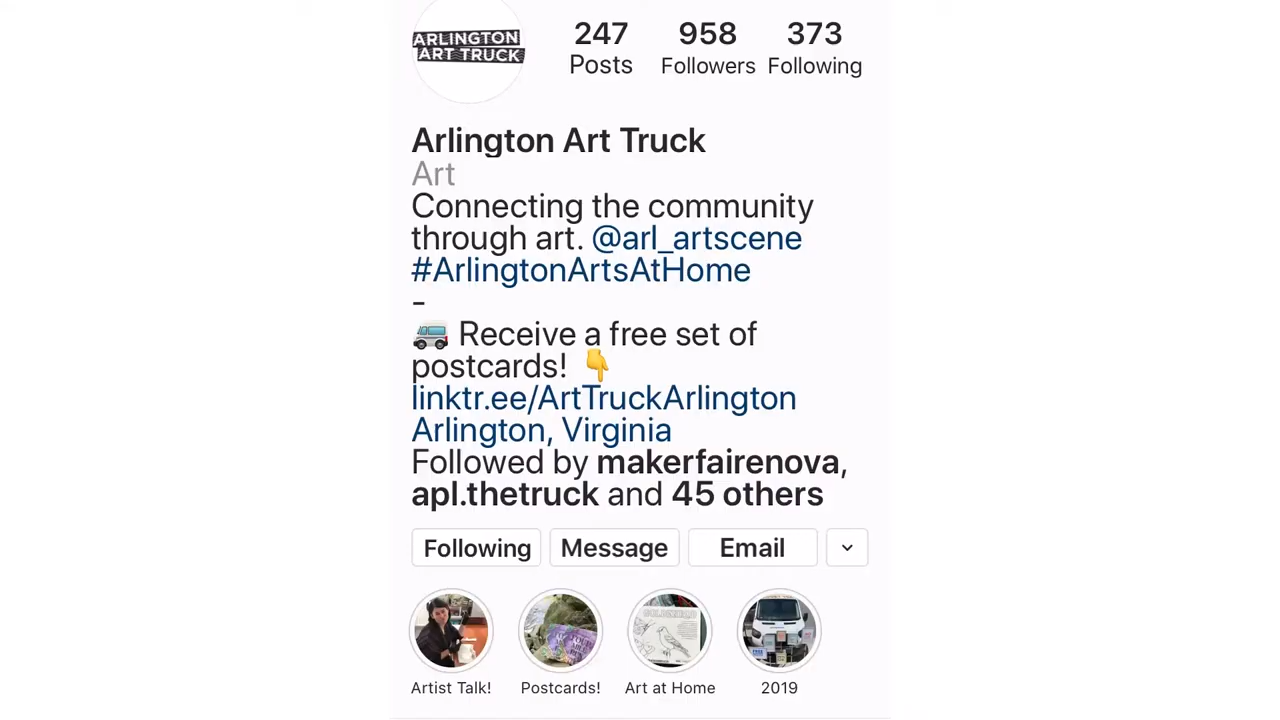 ARLINGTON
ART TRUCK
247 958 373
Posts Followers Following
Arlington Art Truck
Art
Connecting the community
through art. @arl_artscene
#ArlingtonArtsAtHome
-
🚐 Receive a free set of
postcards! 👇
linktr.ee/ArtTruckArlington
Arlington, Virginia
Followed by makerfairenova,
apl.thetruck and 45 others
Following Message Email
Artist Talk! Postcards! Art at Home 2019